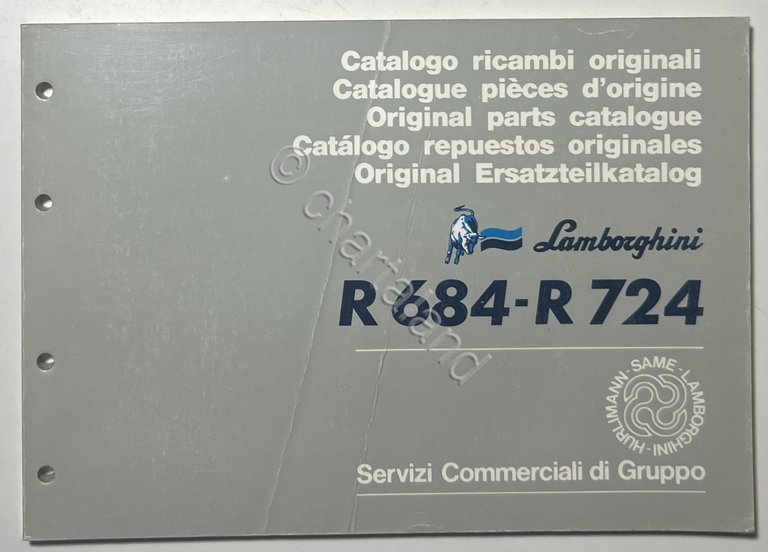 Catalogo ricambi originali
Catalogue pièces d'origine
Original parts catalogue
Catálogo repuestos originales
Original Ersatzteilkatalog
Lamborghini
R 684-R 724
HURLIMANN-SAME-LAMBORGHINI-
Servizi Commerciali di Gruppo
© chartaland